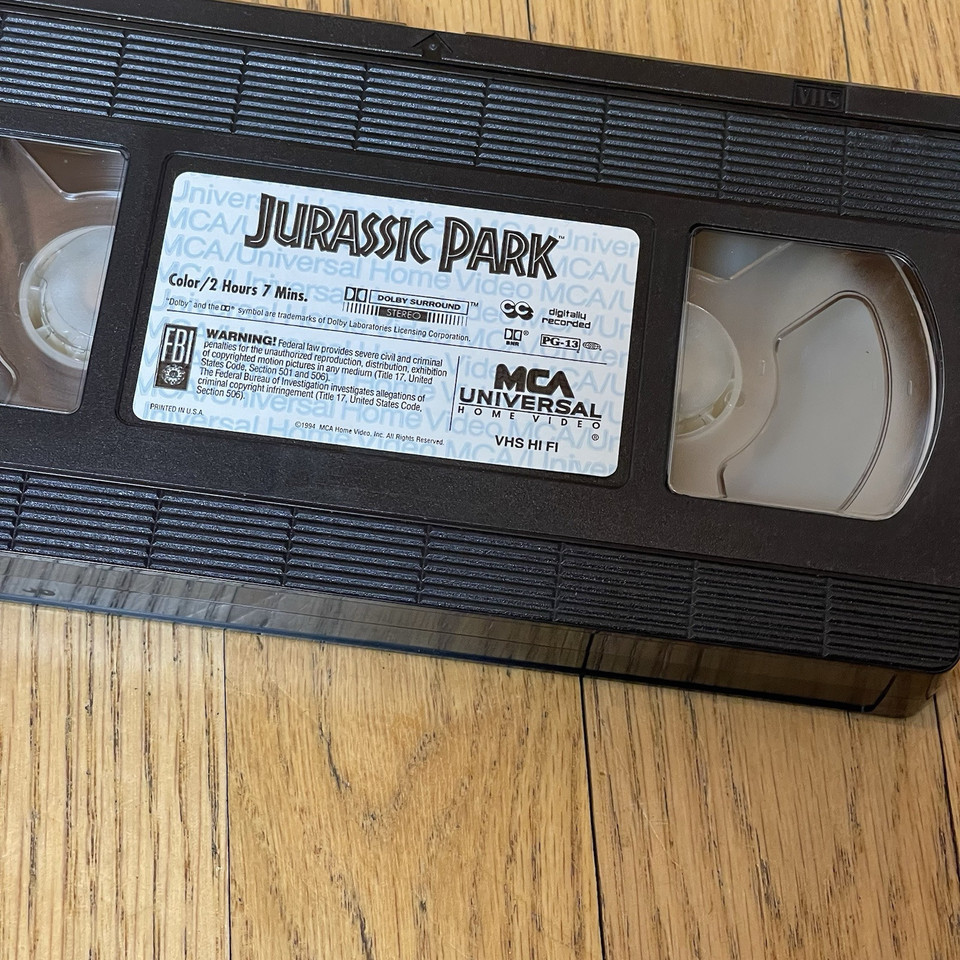 VHS
JURASSIC PARK™
Color/2 Hours 7 Mins.
DOLBY SURROUND™
STEREO
CC
digitally
recorded
"Dolby" and the DD® symbol are trademarks of Dolby Laboratories Licensing Corporation.
DD® B NR
PG-13
FBI
WARNING! Federal law provides severe civil and criminal
penalties for the unauthorized reproduction, distribution, exhibition
of copyrighted motion pictures in any medium (Title 17, United
States Code, Section 501 and 506).
The Federal Bureau of Investigation investigates allegations of
criminal copyright infringement (Title 17, United States Code,
Section 506).
MCA
UNIVERSAL
HOME VIDEO
®
VHS HI FI
PRINTED IN U.S.A.
©1994 MCA Home Video, Inc. All Rights Reserved.